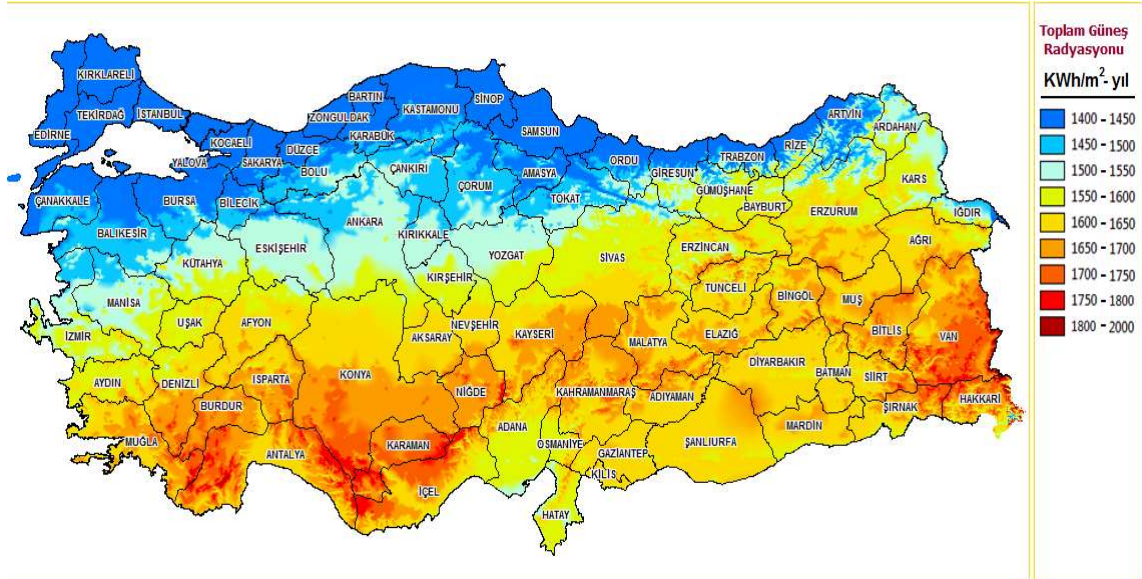 Toplam Güneş
Radyasyonu
KWh/m²- yıl
1400 - 1450
1450 - 1500
1500 - 1550
1550 - 1600
1600 - 1650
1650 - 1700
1700 - 1750
1750 - 1800
1800 - 2000
KIRKLARELİ
TEKİRDAĞ
İSTANBUL
EDİRNE
KOCAELİ
YALOVA
SAKARYA
DÜZCE
ZONGULDAK
BARTIN
KARABÜK
KASTAMONU
SİNOP
SAMSUN
BOLU
ÇANKIRI
ÇORUM
AMASYA
ORDU
GİRESUN
TRABZON
RİZE
ARTVİN
ARDAHAN
KARS
IĞDIR
ÇANAKKALE
BURSA
BİLECİK
BALIKESİR
KÜTAHYA
ESKİŞEHİR
ANKARA
KIRIKKALE
YOZGAT
TOKAT
SİVAS
GÜMÜŞHANE
BAYBURT
ERZURUM
ERZİNCAN
AĞRI
MANİSA
İZMİR
UŞAK
AFYON
KIRŞEHİR
NEVŞEHİR
AKSARAY
KAYSERİ
MALATYA
TUNCELİ
ELAZIĞ
BİNGÖL
MUŞ
BİTLİS
VAN
AYDIN
DENİZLİ
ISPARTA
BURDUR
KONYA
NİĞDE
KAHRAMANMARAŞ
ADIYAMAN
DİYARBAKIR
BATMAN
SİİRT
ŞIRNAK
HAKKARİ
MUĞLA
ANTALYA
KARAMAN
İÇEL
ADANA
OSMANİYE
GAZİANTEP
KİLİS
ŞANLIURFA
MARDİN
HATAY